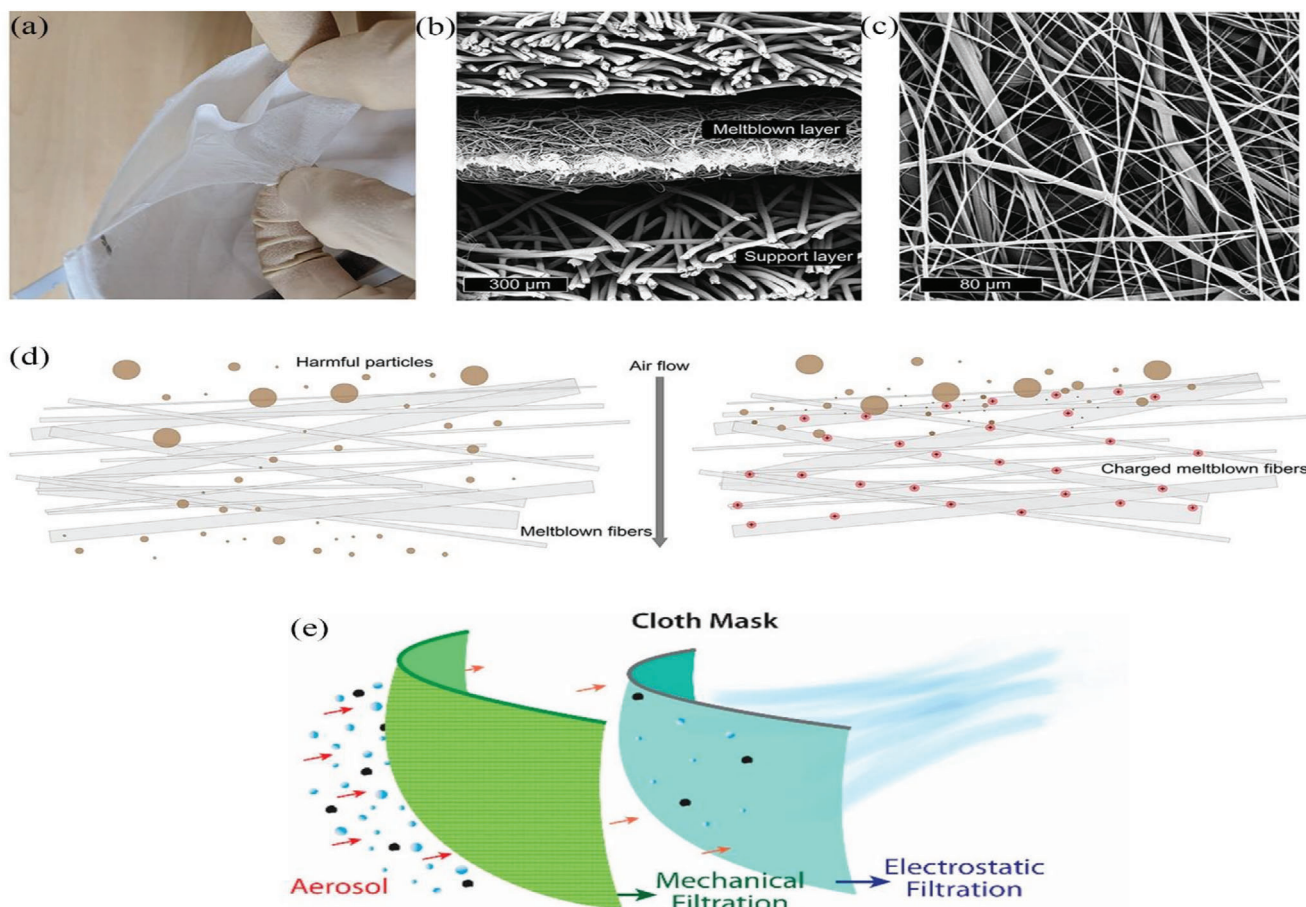 (a)
(b)
(c)
Meltblown layer
Support layer
300 µm
80 µm
(d)
Harmful particles
Air flow
Meltblown fibers
Charged meltblown fibers
(e)
Cloth Mask
Aerosol
Mechanical
Filtration
Electrostatic
Filtration